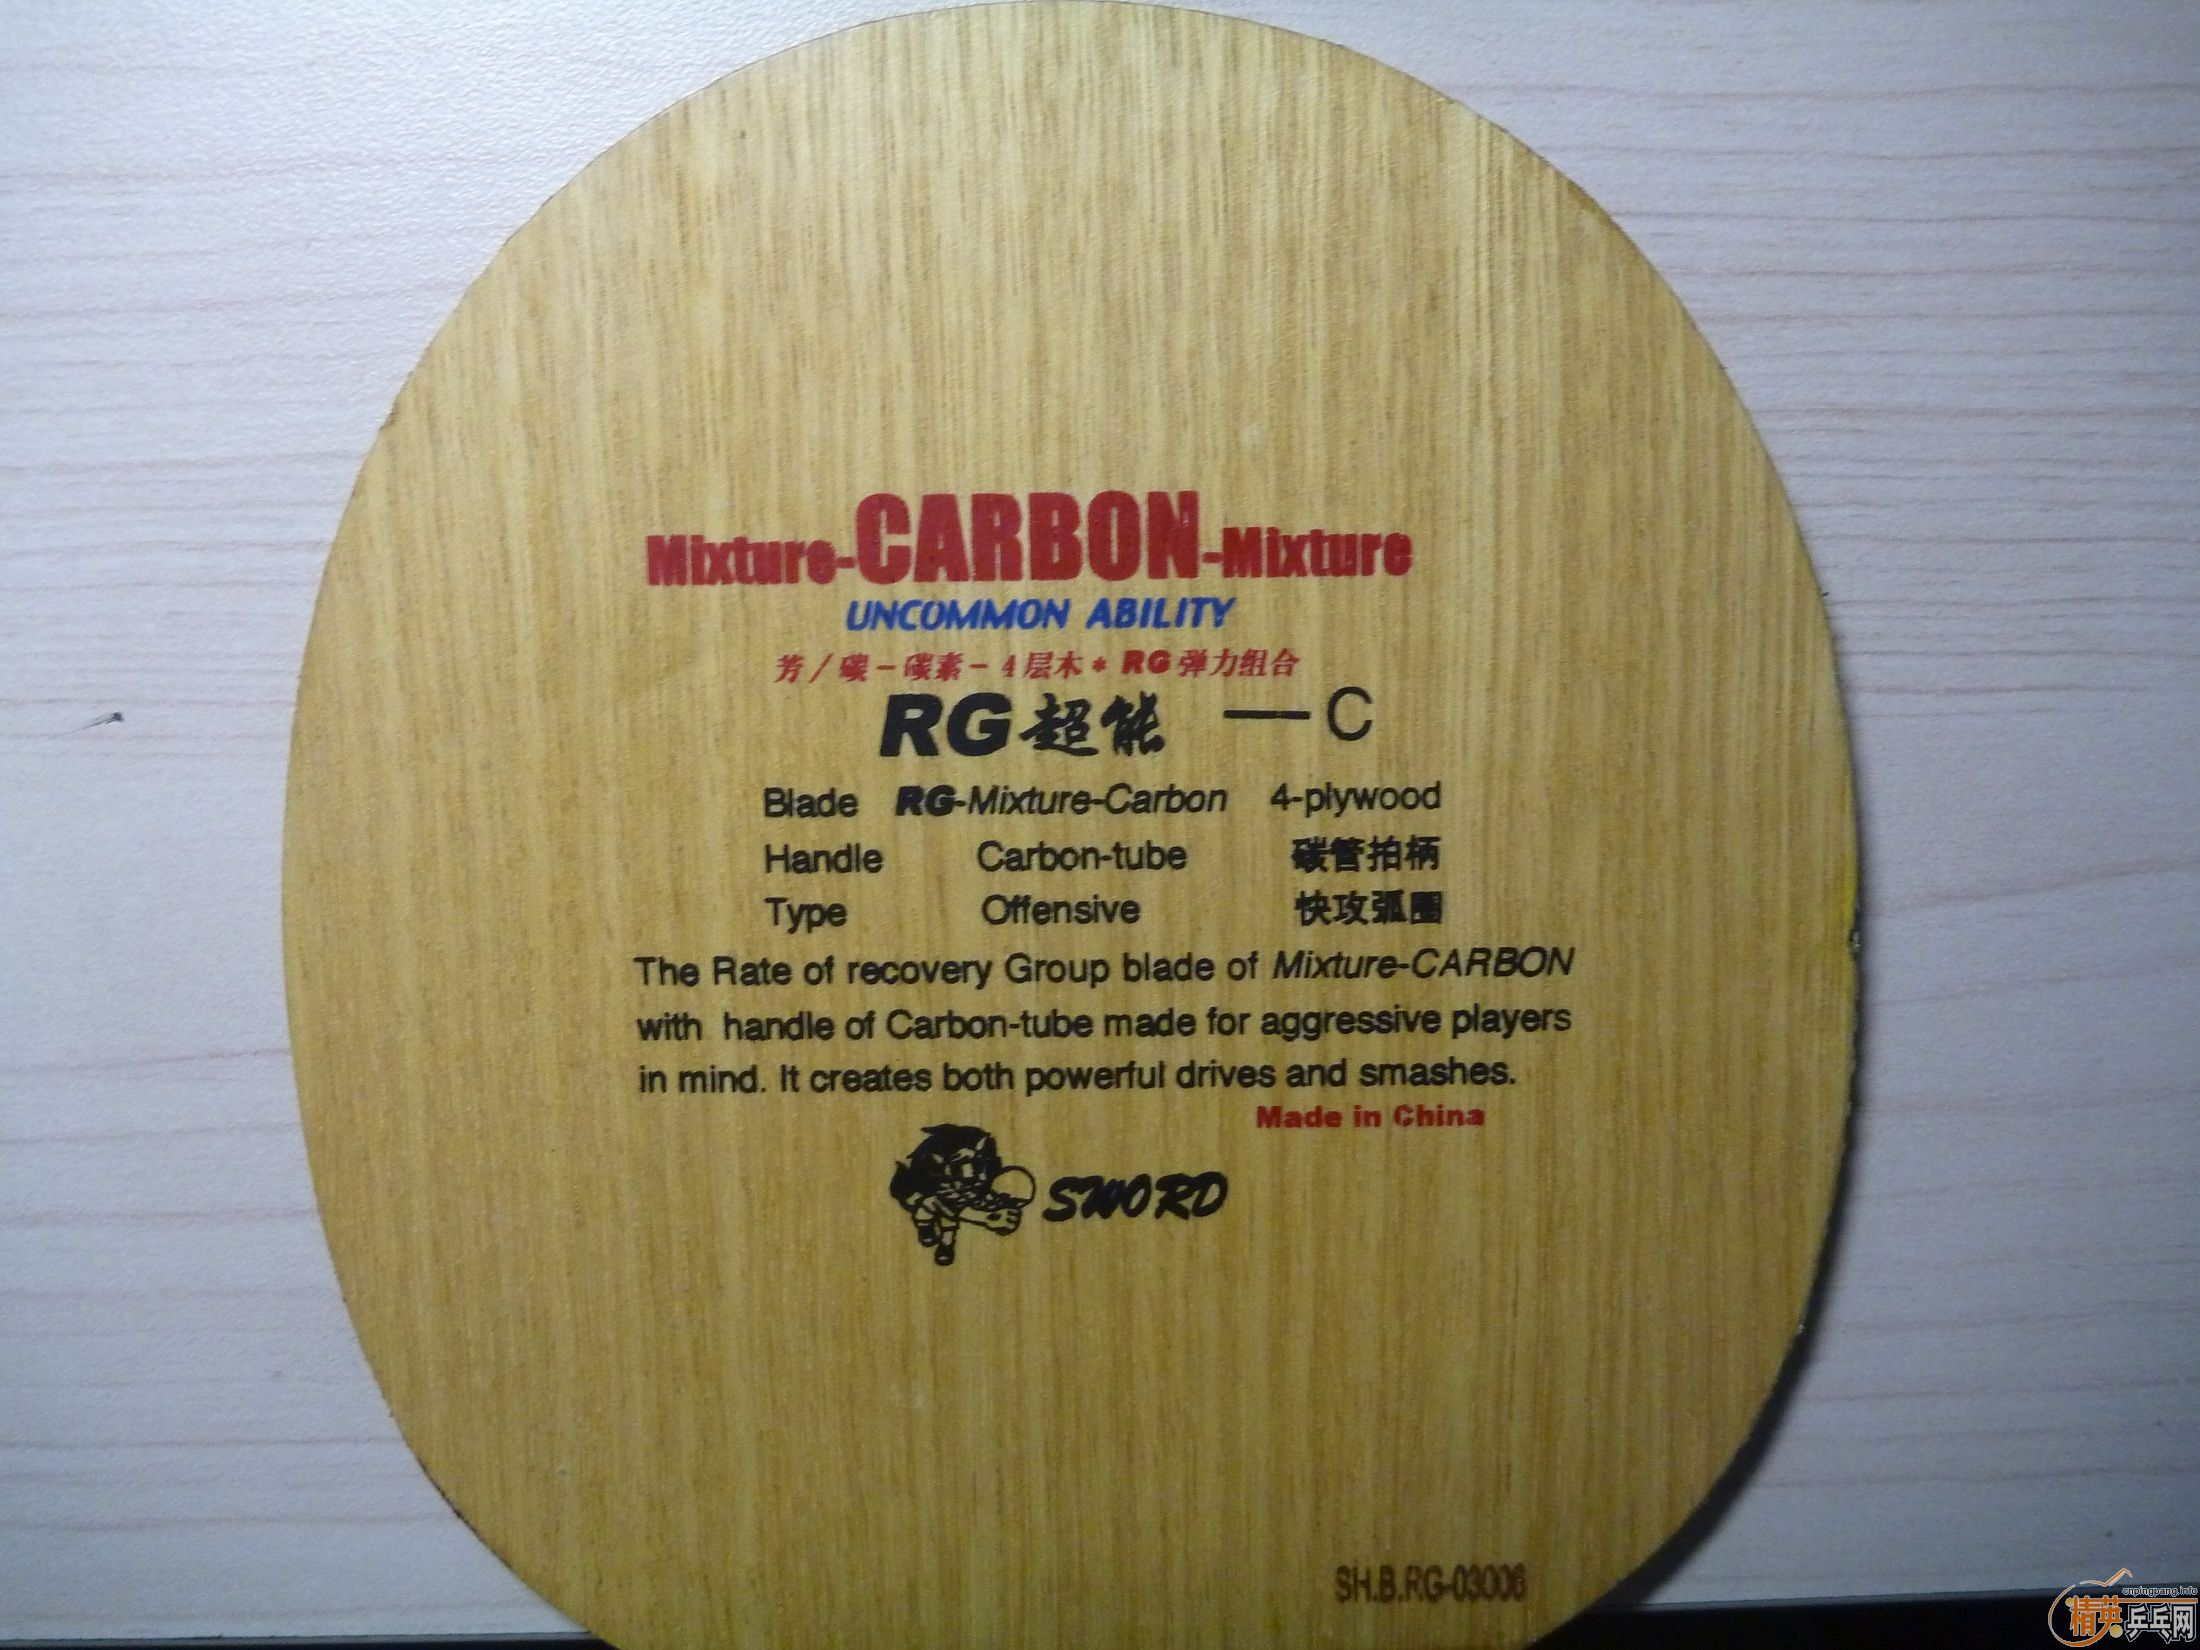 Mixture-CARBON-Mixture
UNCOMMON ABILITY
芳/碳-碳素-4层木*RG弹力组合
RG超能 —C
Blade RG-Mixture-Carbon 4-plywood
Handle Carbon-tube 碳管拍柄
Type Offensive 快攻弧圈
The Rate of recovery Group blade of Mixture-CARBON
with handle of Carbon-tube made for aggressive players
in mind. It creates both powerful drives and smashes.
Made in China
SWORD
SH.B.RG-03006
cnpingpang.info
精英乒乓网